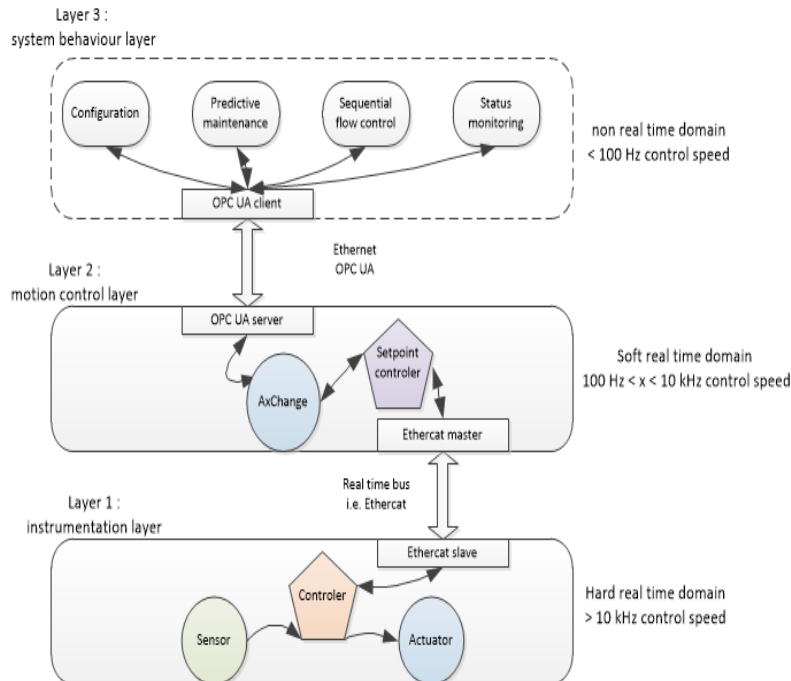 Layer 3 :
system behaviour layer
Configuration
Predictive
maintenance
Sequential
flow control
Status
monitoring
non real time domain
< 100 Hz control speed
OPC UA client
Ethernet
OPC UA
Layer 2 :
motion control layer
OPC UA server
Setpoint
controler
AxChange
Ethercat master
Soft real time domain
100 Hz < x < 10 kHz control speed
Real time bus
i.e. Ethercat
Layer 1 :
instrumentation layer
Ethercat slave
Controler
Sensor
Actuator
Hard real time domain
> 10 kHz control speed